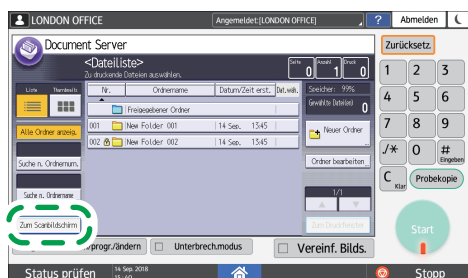 LONDON OFFICE
Angemeldet:[LONDON OFFICE]
?
Abmelden
Document Server
<Dateiliste>
Zu druckende Dateien auswählen.
Seite 0
Anzahl 1
Druck 0
Zurücksetz.
Liste
Thumbnails
Nr.
Ordnername
Datum/Zeit erst.
Dat.wäh.
Speicher: 99%
Gewählte Datei(en) 0
Freigegebener Ordner
001 New Folder 001 14 Sep. 13:45
002 New Folder 002 14 Sep. 13:45
Alle Ordner anzeig.
Suche n. Ordnernum.
Suche n. Ordnername
Zum Scanbildschirm
Neuer Ordner
Ordner bearbeiten
1/1
▲ ▼
Zum Druckfenster
1 2 3
4 5 6
7 8 9
./* 0 #
Eingeben
C Klar
Probekopie
Start
progr./ändern
Unterbrech.modus
Vereinf. Bilds.
Status prüfen
14 Sep. 2018
Stopp